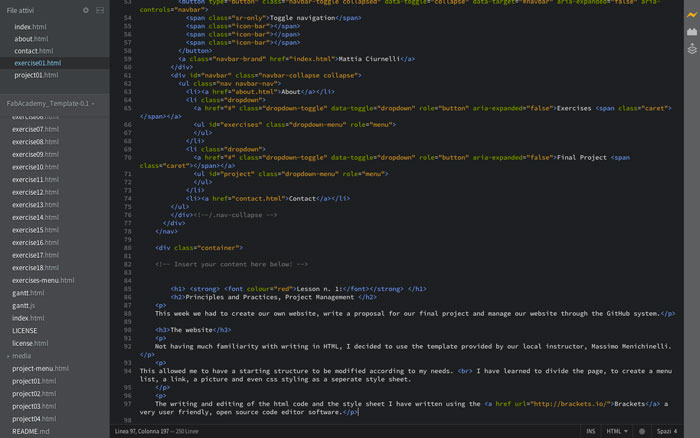 File attivi
index.html
about.html
contact.html
exercise01.html
project01.html
FabAcademy_Template-0.1
exercise06.html
exercise07.html
exercise08.html
exercise09.html
exercise10.html
exercise11.html
exercise12.html
exercise13.html
exercise14.html
exercise15.html
exercise16.html
exercise17.html
exercise18.html
exercises-menu.html
gantt.html
gantt.js
index.html
LICENSE
license.html
media
project-menu.html
project01.html
project02.html
project03.html
project04.html
README.md
53 <button type="button" class="navbar-toggle collapsed" data-toggle="collapse" data-target="#navbar" aria-expanded="false" aria-
controls="navbar">
54 <span class="sr-only">Toggle navigation</span>
55 <span class="icon-bar"></span>
56 <span class="icon-bar"></span>
57 <span class="icon-bar"></span>
58 </button>
59 <a class="navbar-brand" href="index.html">Mattia Ciurnelli</a>
60 </div>
61 <div id="navbar" class="navbar-collapse collapse">
62 <ul class="nav navbar-nav">
63 <li><a href="about.html">About</a></li>
64 <li class="dropdown">
65 <a href="#" class="dropdown-toggle" data-toggle="dropdown" role="button" aria-expanded="false">Exercises <span class="caret">
</span></a>
66 <ul id="exercises" class="dropdown-menu" role="menu">
67 </ul>
68 </li>
69 <li class="dropdown">
70 <a href="#" class="dropdown-toggle" data-toggle="dropdown" role="button" aria-expanded="false">Final Project <span
class="caret"></span></a>
71 <ul id="project" class="dropdown-menu" role="menu">
72 </ul>
73 </li>
74 <li><a href="contact.html">Contact</a></li>
75 </ul>
76 </div><!--/.nav-collapse -->
77 </div>
78 </nav>
79
80 <div class="container">
81
82 <!-- Insert your content here below! -->
83
84
85 <h1> <strong> <font colour="red">Lesson n. 1:</font></strong> </h1>
86 <h2>Principles and Practices, Project Management </h2>
87 <p>
88 This week we had to create our own website, write a proposal for our final project and manage our website through the GitHub system.</p>
89
90 <h3>The website</h3>
91 <p>
92 Not having much familiarity with writing in HTML, I decided to use the template provided by our local instructor, Massimo Menichinelli.
</p>
93 <p>
94 This allowed me to have a starting structure to be modified according to my needs. <br> I have learned to divide the page, to create a menu
list, a link, a picture and even css styling as a seperate style sheet.
95 </p>
96 <p>
97 The writing and editing of the html code and the style sheet I have written using the <a href url="http://brackets.io/">Brackets</a> a
very user friendly, open source code editor software.</p>
98
Linea 97, Colonna 197 — 250 Linee
INS HTML Spazi 4